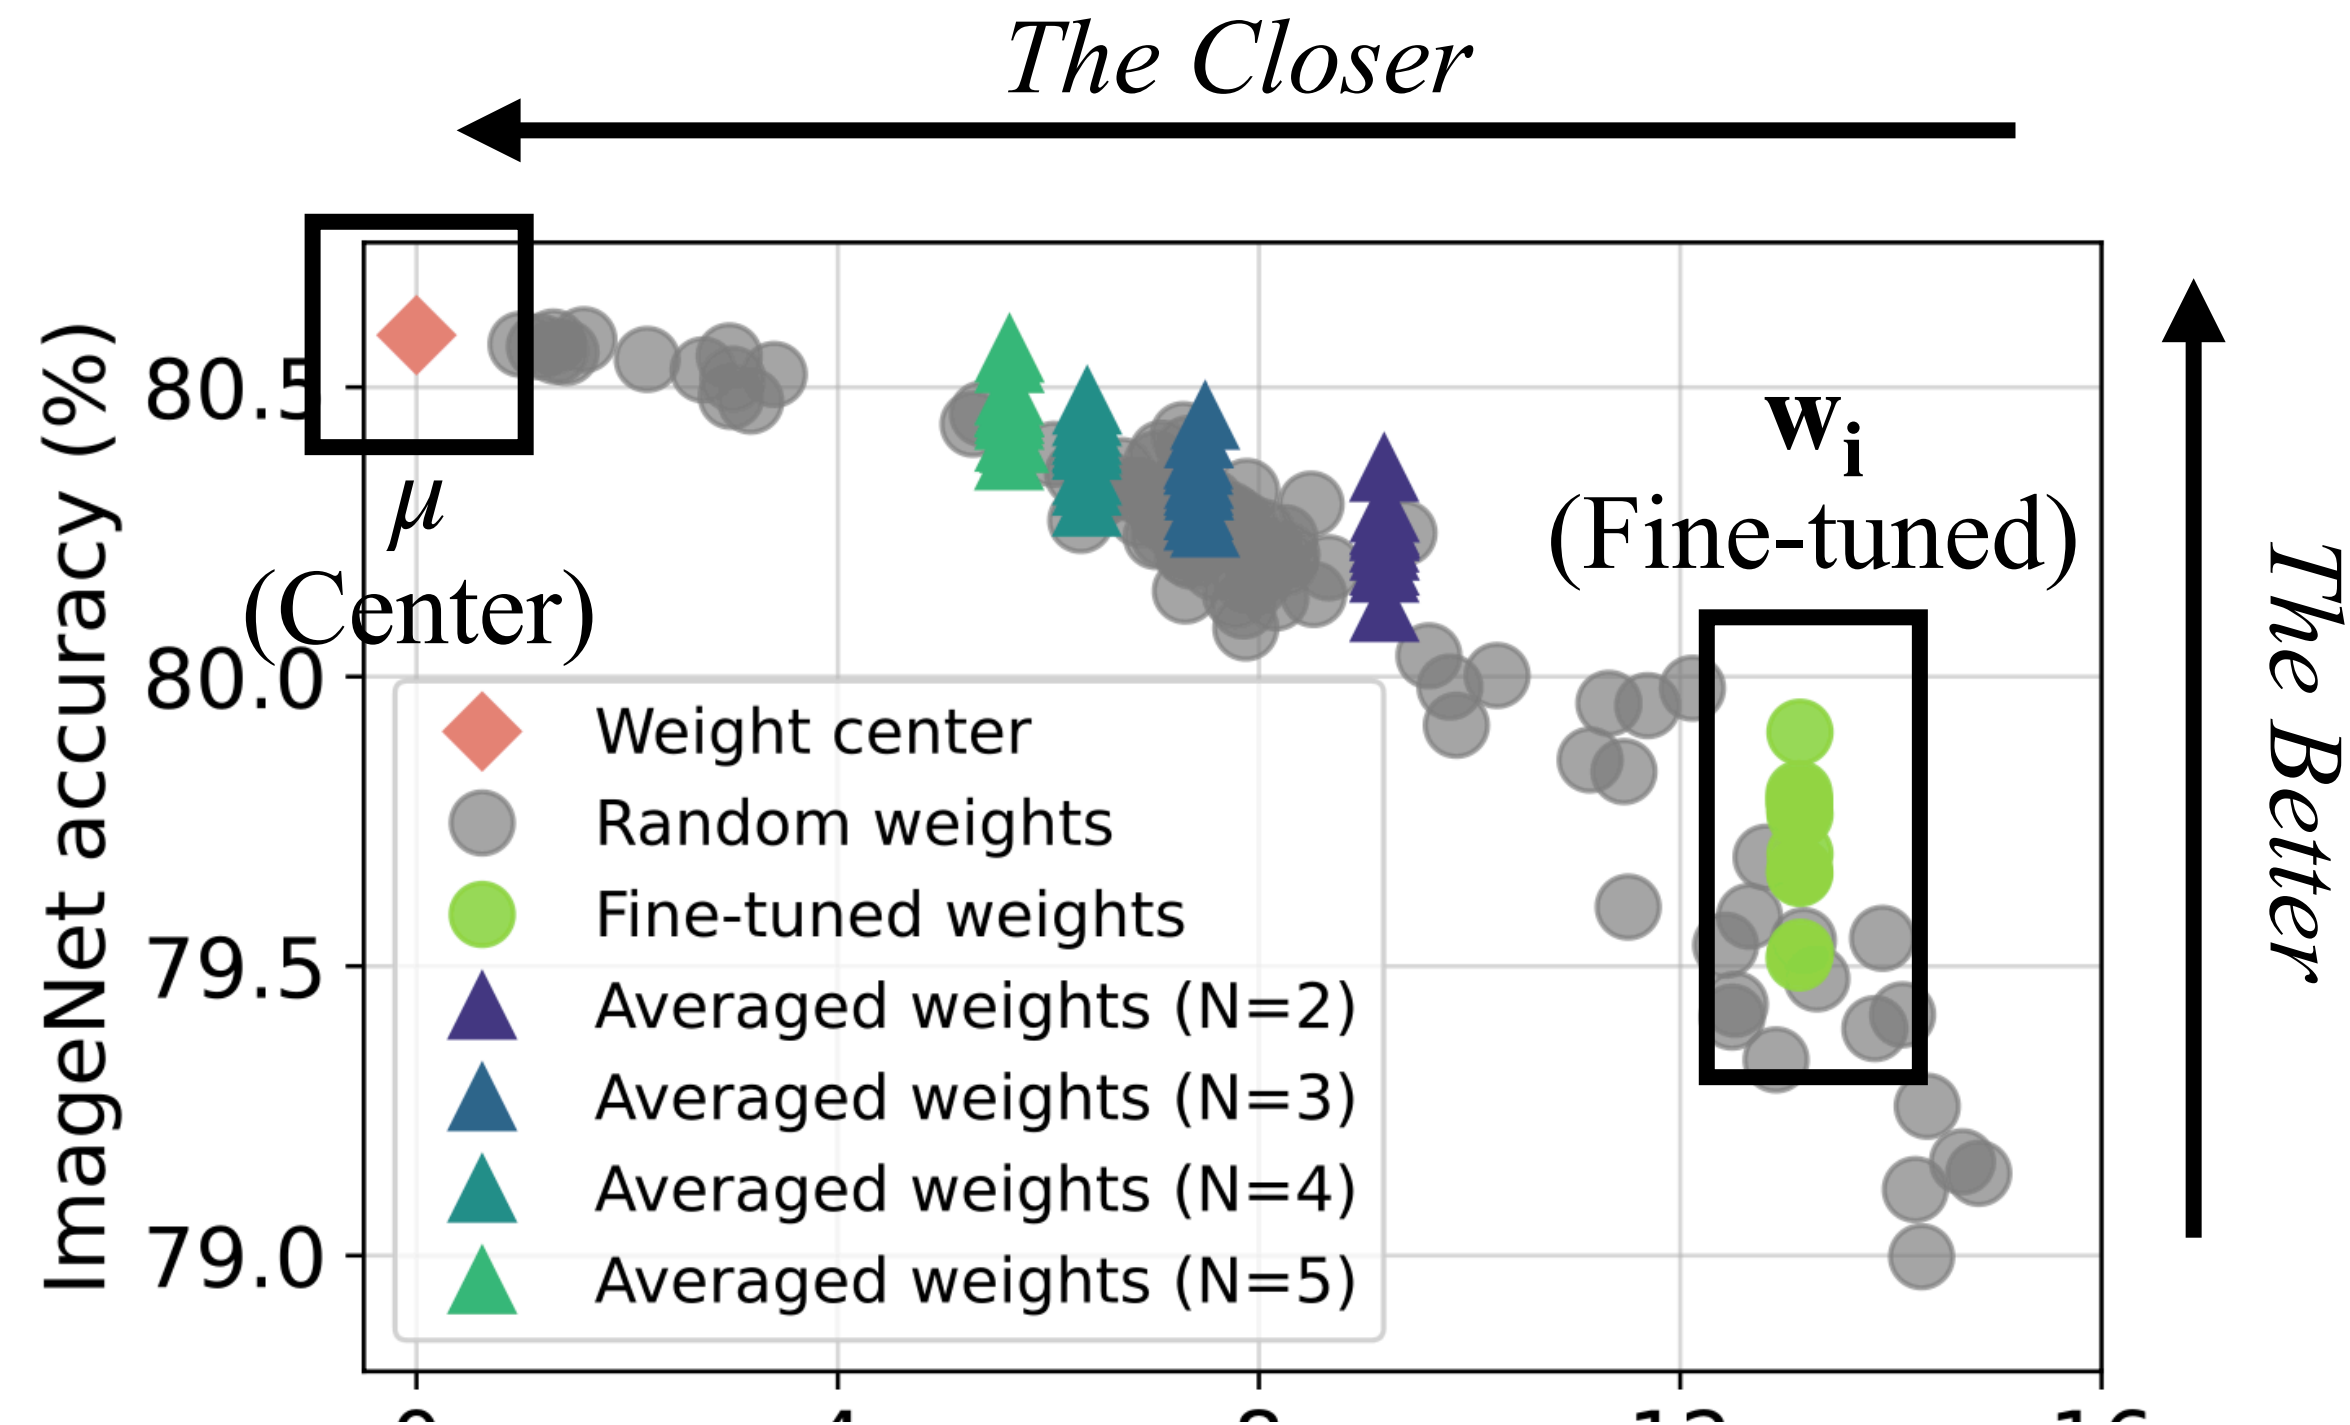 The Closer
80.5
80.0
79.5
79.0
ImageNet accuracy (%)
μ
(Center)
w_i
(Fine-tuned)
The Better
Weight center
Random weights
Fine-tuned weights
Averaged weights (N=2)
Averaged weights (N=3)
Averaged weights (N=4)
Averaged weights (N=5)